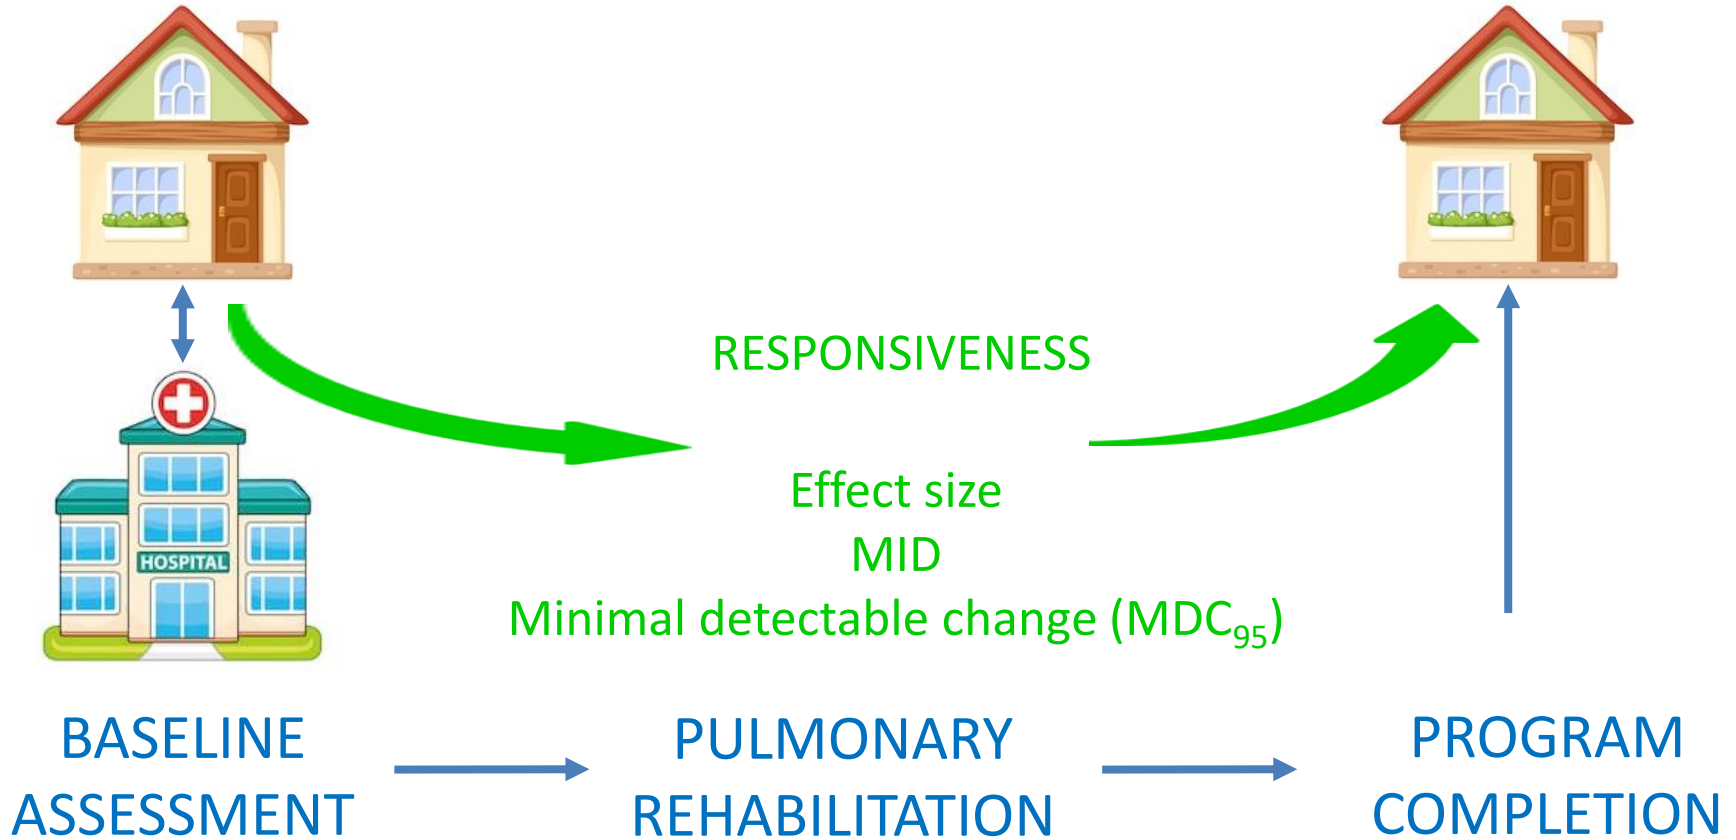 RESPONSIVENESS
HOSPITAL
Effect size
MID
Minimal detectable change (MDC₉₅)
BASELINE
ASSESSMENT
PULMONARY
REHABILITATION
PROGRAM
COMPLETION